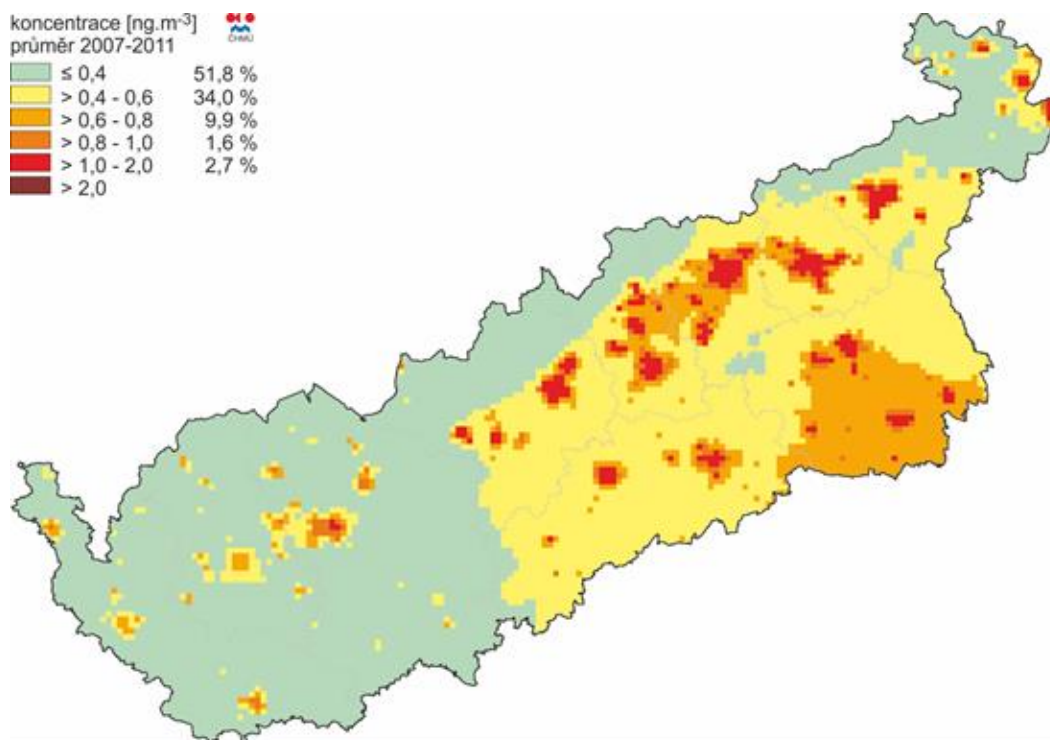 koncentrace [ng.m-3]
ČHMÚ
průměr 2007-2011
≤ 0,4 51,8 %
> 0,4 - 0,6 34,0 %
> 0,6 - 0,8 9,9 %
> 0,8 - 1,0 1,6 %
> 1,0 - 2,0 2,7 %
> 2,0